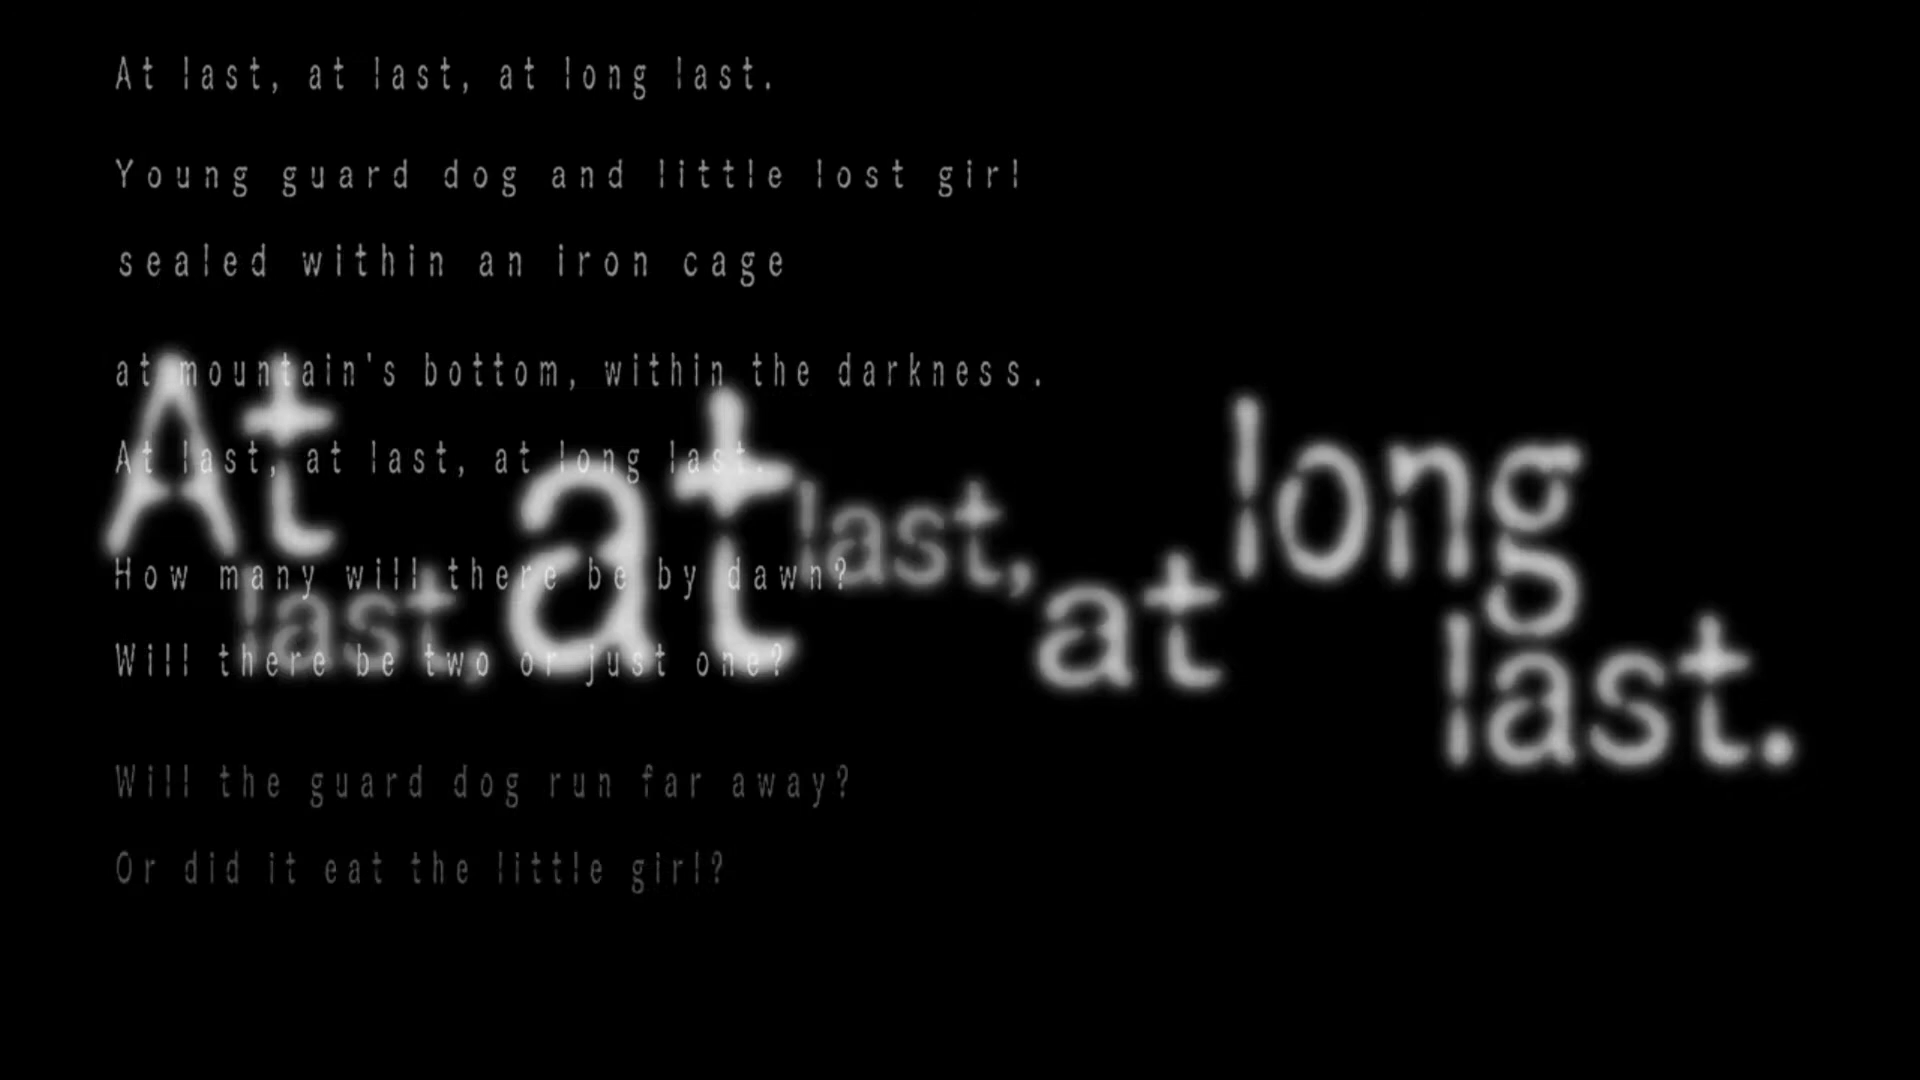 At last, at last, at long last.
Young guard dog and little lost girl
sealed within an iron cage
at mountain's bottom, within the darkness.
At last, at last, at long last.
How many will there be by dawn?
Will there be two or just one?
Will the guard dog run far away?
Or did it eat the little girl?
At last, at last, at long last.